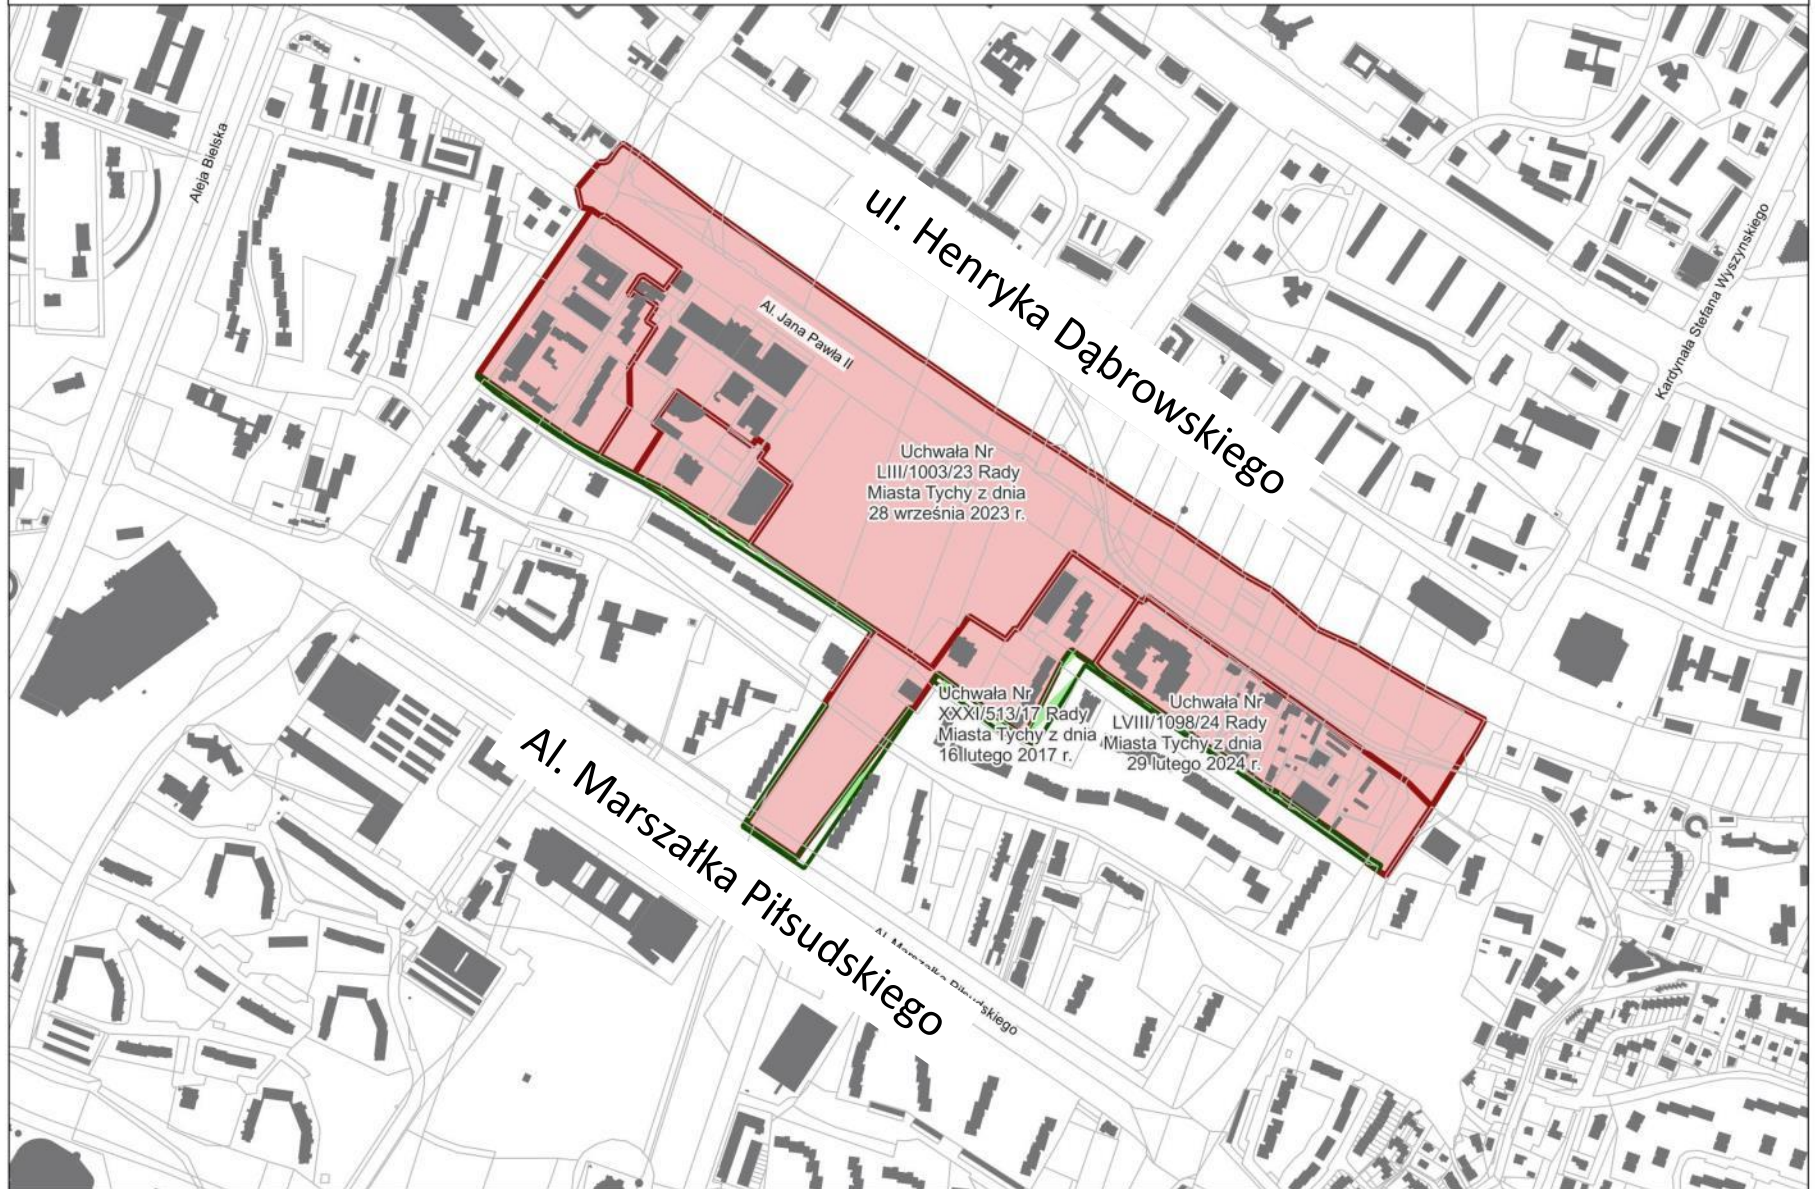 Aleja Bielska
ul. Henryka Dąbrowskiego
Kardynała Stefana Wyszynskiego
Al. Jana Pawła II
Uchwała Nr
LIII/1003/23 Rady
Miasta Tychy z dnia
28 września 2023 r.
Uchwała Nr
XXXI/513/17 Rady
Miasta Tychy z dnia
16 lutego 2017 r.
Uchwała Nr
LVIII/1098/24 Rady
Miasta Tychy z dnia
29 lutego 2024 r.
Al. Marszałka Piłsudskiego
Al. Marszałka Piłsudskiego